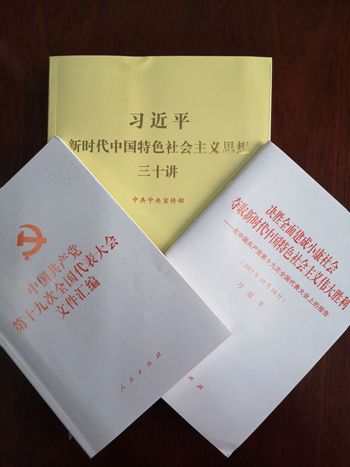 习近平
新时代中国特色社会主义思想
三十讲
中共中央宣传部
中国共产党
第十九次全国代表大会
文件汇编
人民出版社
决胜全面建成小康社会
夺取新时代中国特色社会主义伟大胜利
——在中国共产党第十九次全国代表大会上的报告
(2017年10月18日)
习近平
人民出版社